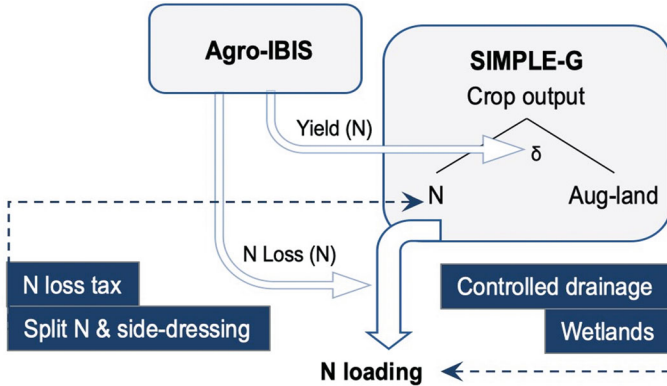 Agro-IBIS
SIMPLE-G
Crop output
Yield (N)
δ
N
Aug-land
N Loss (N)
N loss tax
Split N & side-dressing
Controlled drainage
Wetlands
N loading